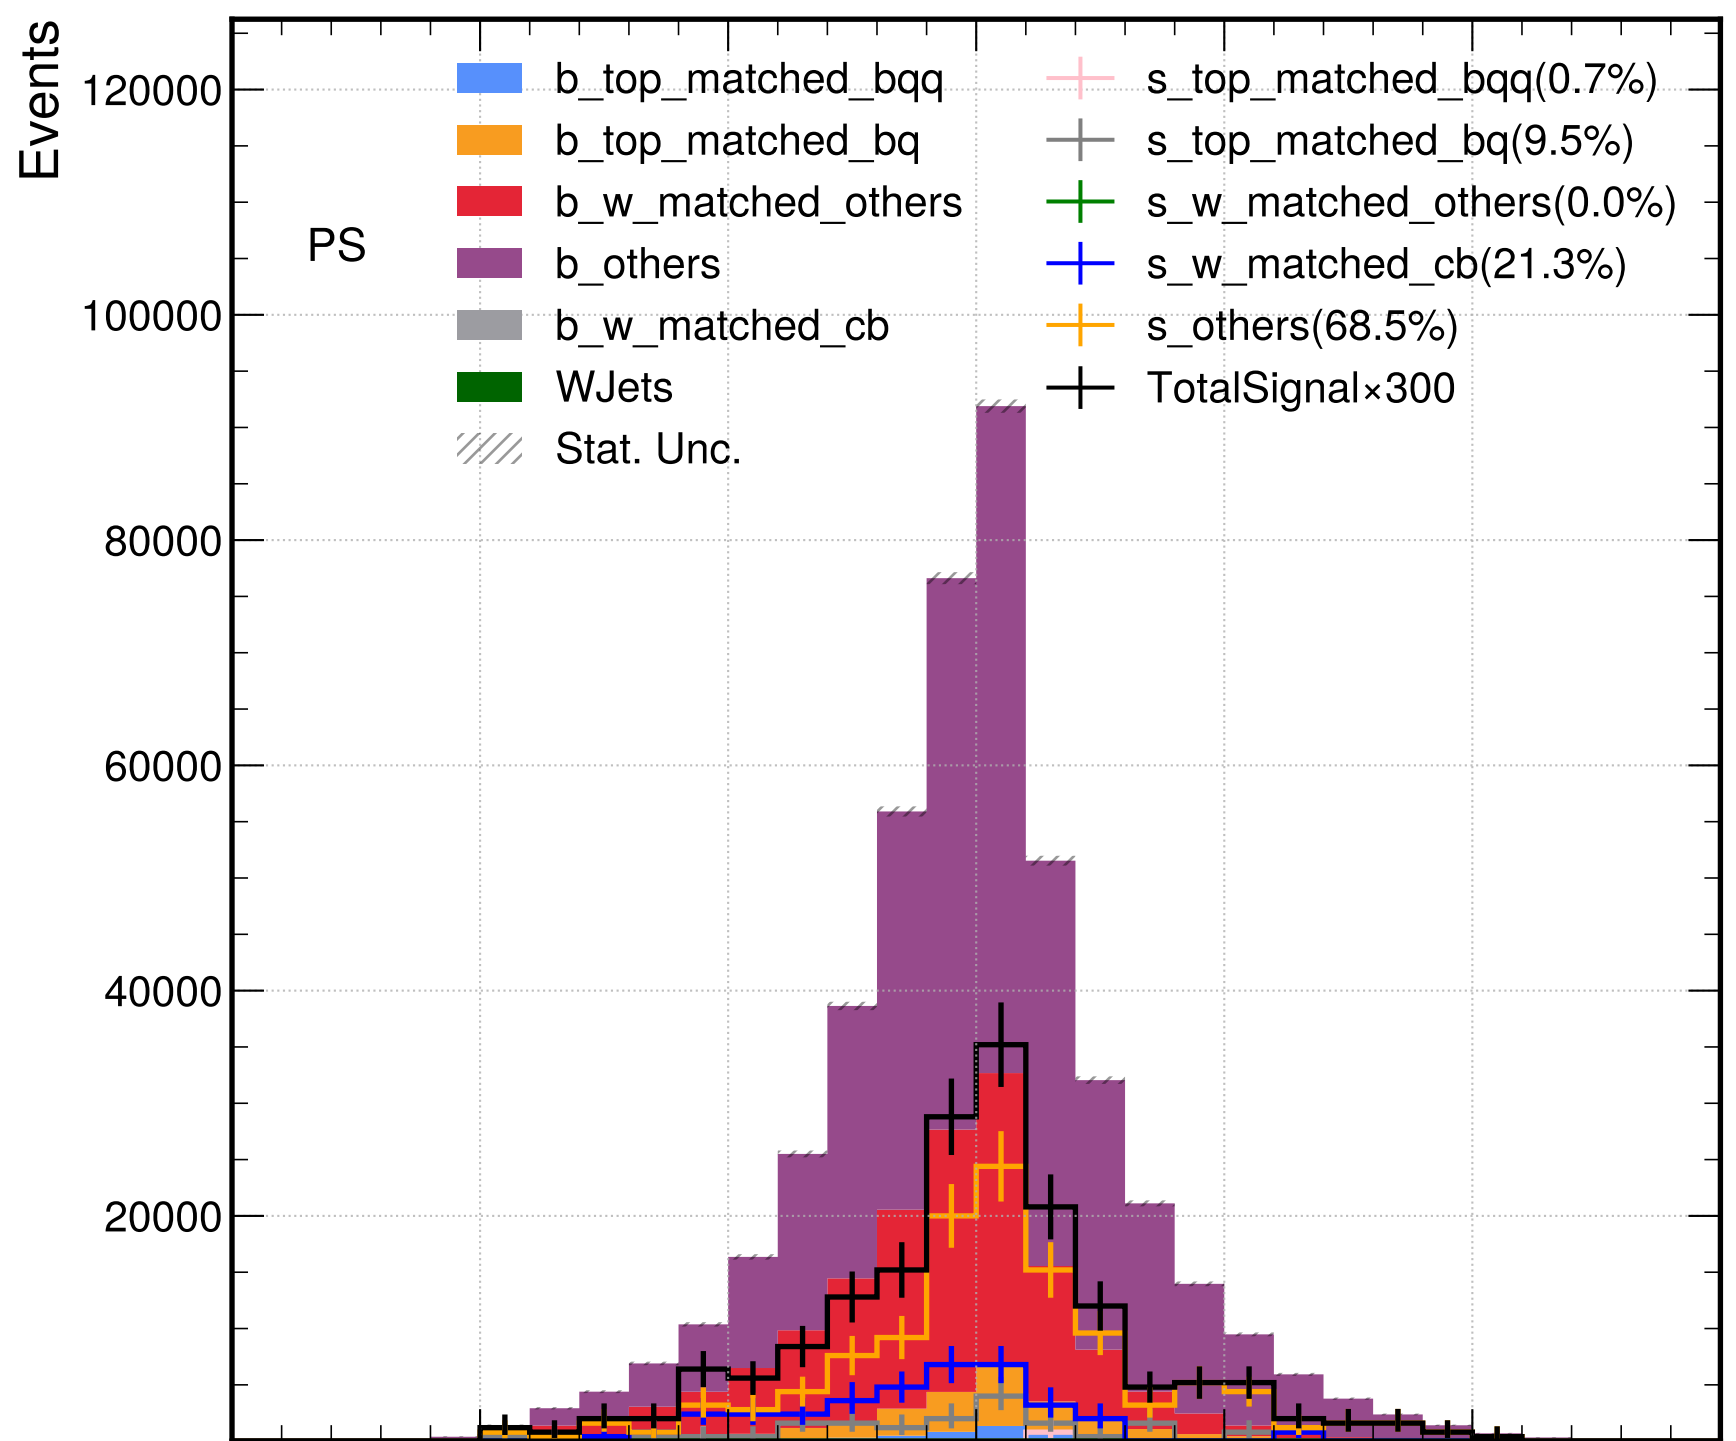 Events
120000
100000
80000
60000
40000
20000
PS
b_top_matched_bqq
b_top_matched_bq
b_w_matched_others
b_others
b_w_matched_cb
WJets
Stat. Unc.
s_top_matched_bqq(0.7%)
s_top_matched_bq(9.5%)
s_w_matched_others(0.0%)
s_w_matched_cb(21.3%)
s_others(68.5%)
TotalSignal×300